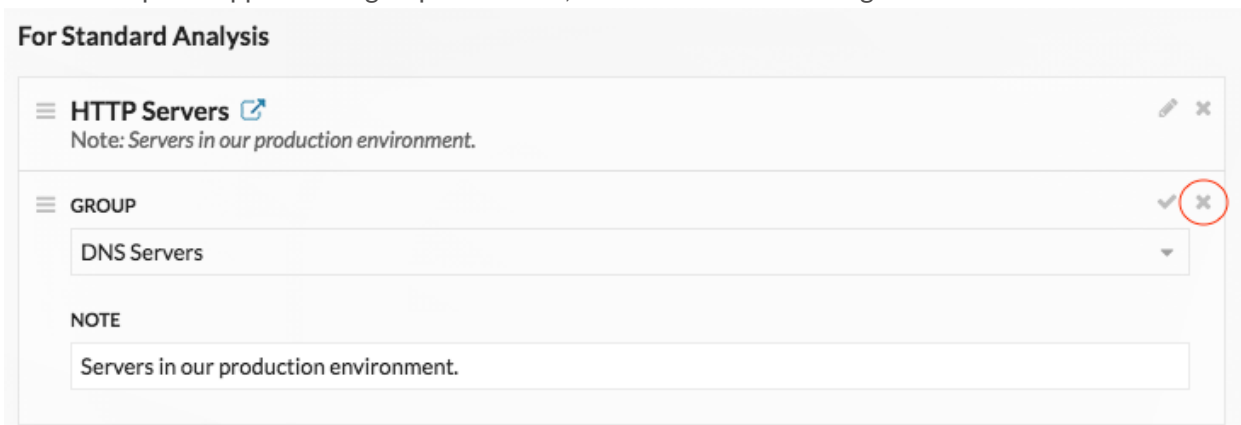 For Standard Analysis
HTTP Servers
Note: Servers in our production environment.
GROUP
DNS Servers
NOTE
Servers in our production environment.